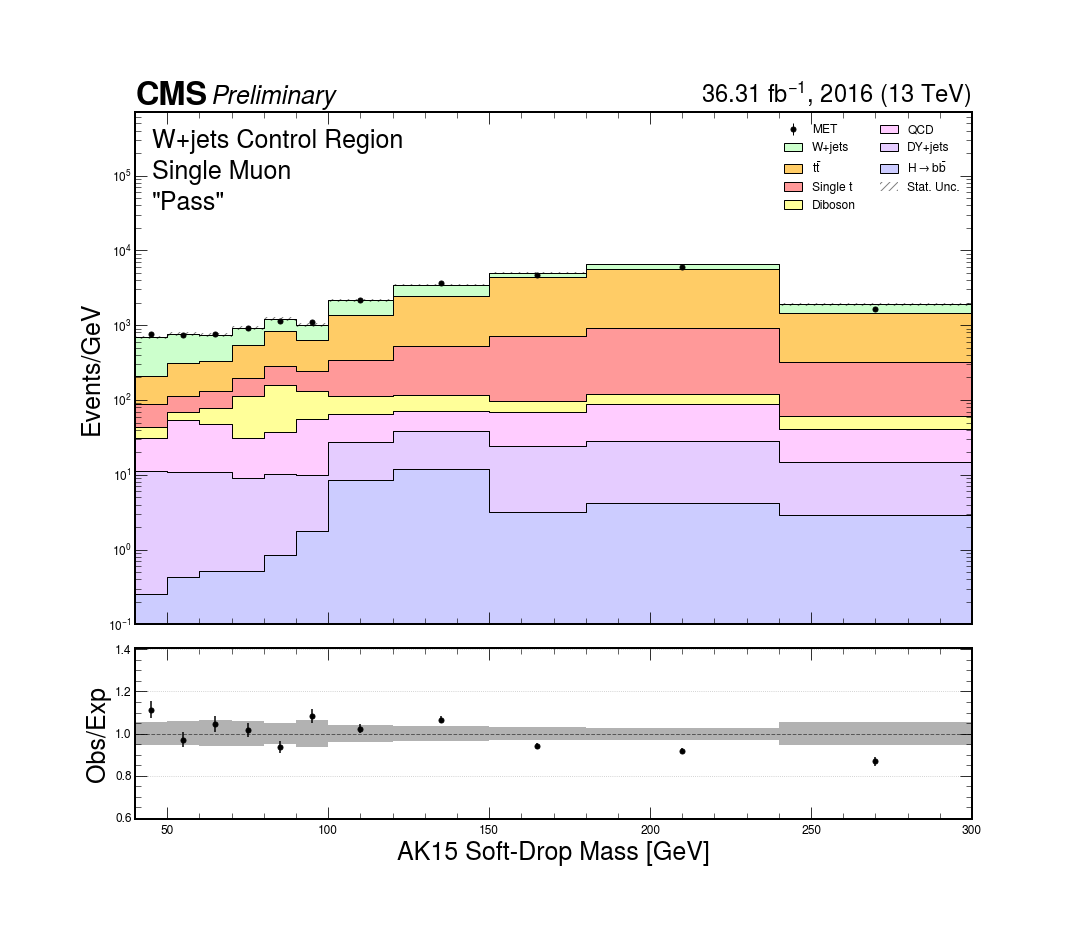 CMS Preliminary
36.31 fb⁻¹, 2016 (13 TeV)
W+jets Control Region
Single Muon
"Pass"
MET
W+jets
tt̄
Single t
Diboson
QCD
DY+jets
H→bb̄
Stat. Unc.
Events/GeV
10⁵
10⁴
10³
10²
10¹
10⁰
10⁻¹
Obs/Exp
1.4
1.2
1.0
0.8
0.6
50 100 150 200 250 300
AK15 Soft-Drop Mass [GeV]